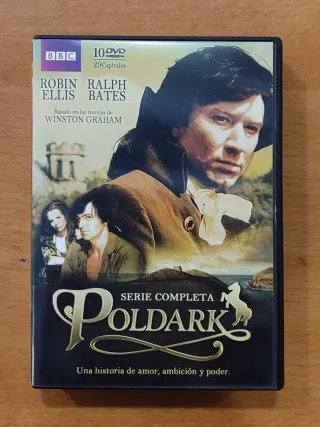 BBC
10 DVD
29 Capítulos
ROBIN ELLIS
RALPH BATES
Basado en las novelas de
WINSTON GRAHAM
SERIE COMPLETA
POLDARK
Una historia de amor, ambición y poder.